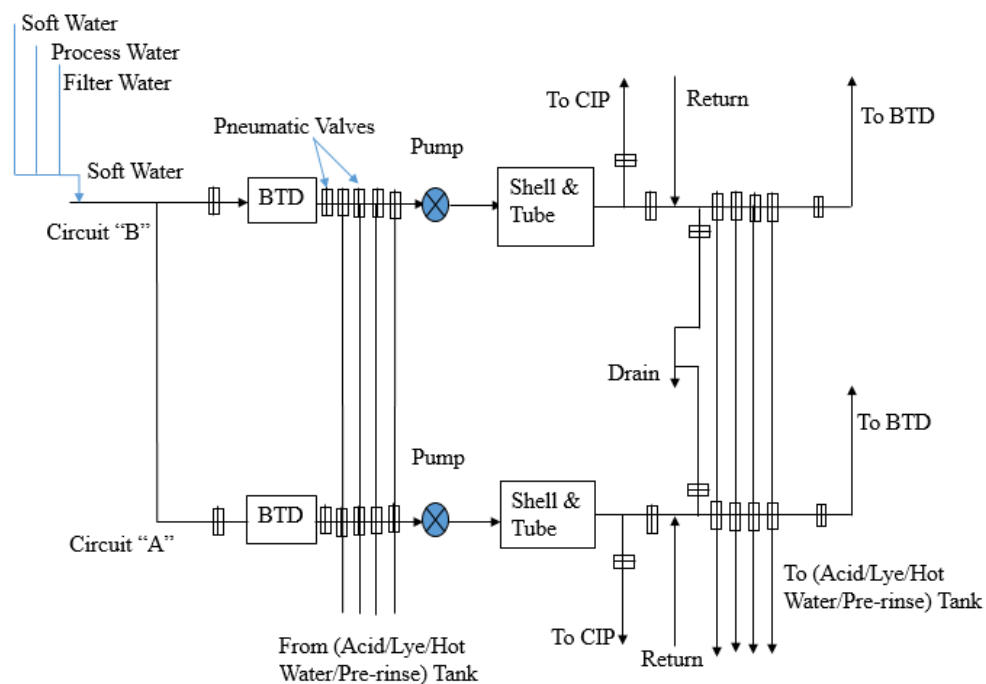 Soft Water
Process Water
Filter Water
Soft Water
Circuit “B”
Pneumatic Valves
BTD
Pump
Shell &
Tube
To CIP
Return
To BTD
Drain
To BTD
Pump
BTD
Shell &
Tube
Circuit “A”
From (Acid/Lye/Hot
Water/Pre-rinse) Tank
To CIP
Return
To (Acid/Lye/Hot
Water/Pre-rinse) Tank